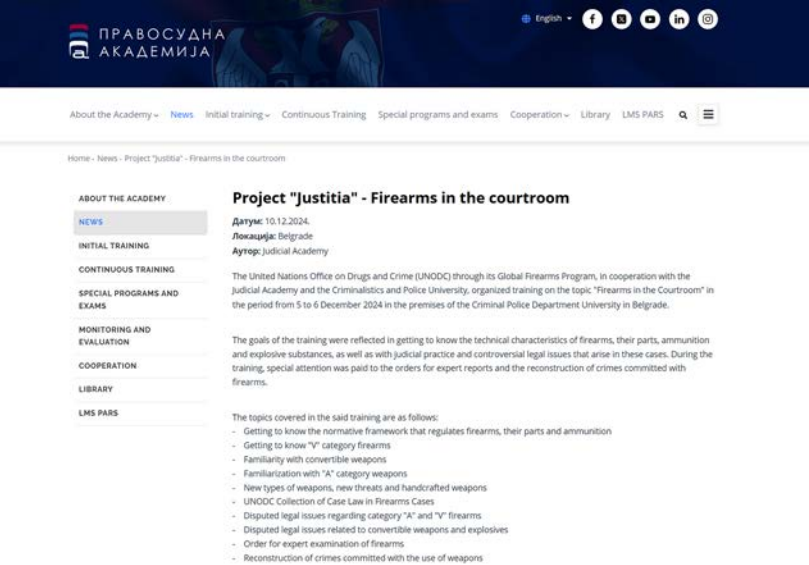 ПРАВОСУДНА
АКАДЕМИЈА
English
About the Academy
News
Initial training
Continuous Training
Special programs and exams
Cooperation
Library
LMS PARS
Home - News - Project "Justitia" - Firearms in the courtroom
ABOUT THE ACADEMY
NEWS
INITIAL TRAINING
CONTINUOUS TRAINING
SPECIAL PROGRAMS AND
EXAMS
MONITORING AND
EVALUATION
COOPERATION
LIBRARY
LMS PARS
Project "Justitia" - Firearms in the courtroom
Датум: 10.12.2024.
Локација: Belgrade
Аутор: Judicial Academy
The United Nations Office on Drugs and Crime (UNODC) through its Global Firearms Program, in cooperation with the
Judicial Academy and the Criminalistics and Police University, organized training on the topic "Firearms in the Courtroom" in
the period from 5 to 6 December 2024 in the premises of the Criminal Police Department University in Belgrade.
The goals of the training were reflected in getting to know the technical characteristics of firearms, their parts, ammunition
and explosive substances, as well as with judicial practice and controversial legal issues that arise in these cases. During the
training, special attention was paid to the orders for expert reports and the reconstruction of crimes committed with
firearms.
The topics covered in the said training are as follows:
- Getting to know the normative framework that regulates firearms, their parts and ammunition
- Getting to know "V" category firearms
- Familiarity with convertible weapons
- Familiarization with "A" category weapons
- New types of weapons, new threats and handcrafted weapons
- UNODC Collection of Case Law in Firearms Cases
- Disputed legal issues regarding category "A" and "V" firearms
- Disputed legal issues related to convertible weapons and explosives
- Order for expert examination of firearms
- Reconstruction of crimes committed with the use of weapons